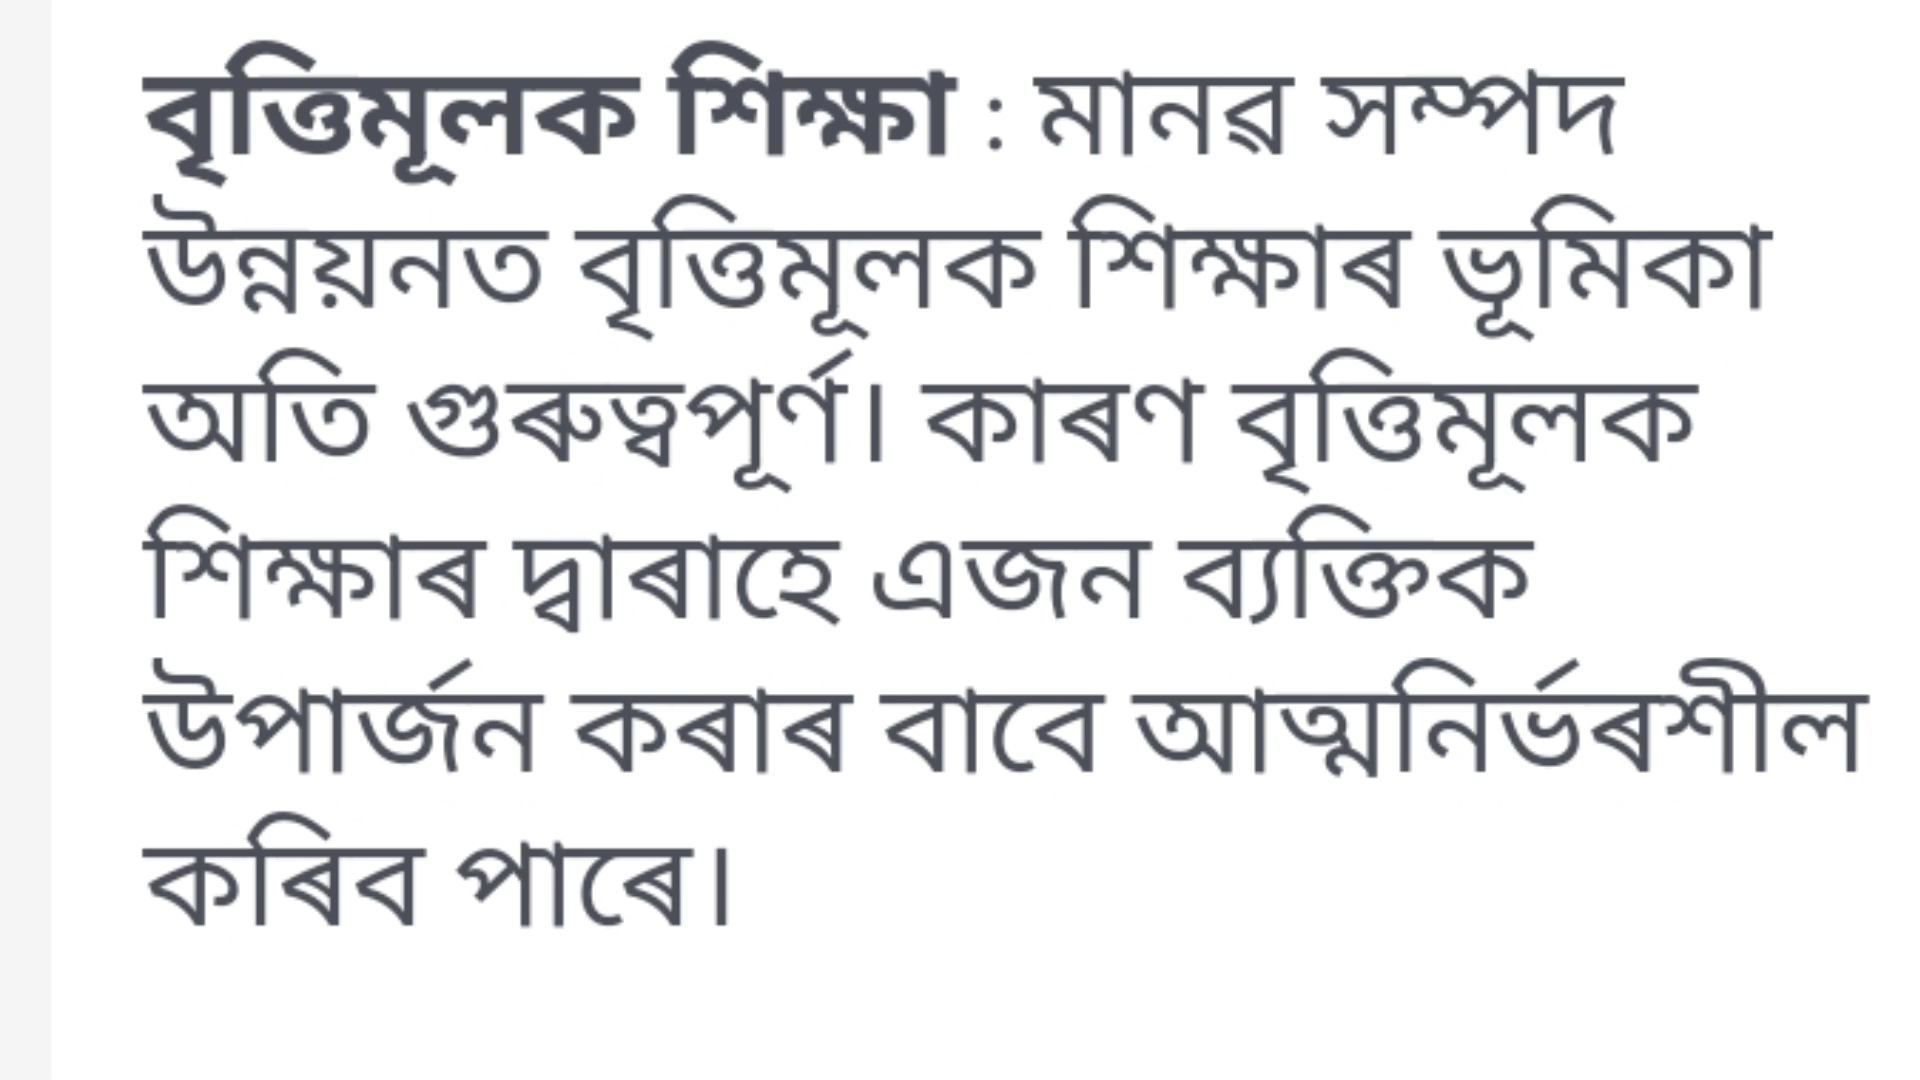 বৃত্তিমূলক শিক্ষা : মানৱ সম্পদ
উন্নয়নত বৃত্তিমূলক শিক্ষাৰ ভূমিকা
অতি গুৰুত্বপূৰ্ণ। কাৰণ বৃত্তিমূলক
শিক্ষাৰ দ্বাৰাহে এজন ব্যক্তিক
উপাৰ্জন কৰাৰ বাবে আত্মনিৰ্ভৰশীল
কৰিব পাৰে।